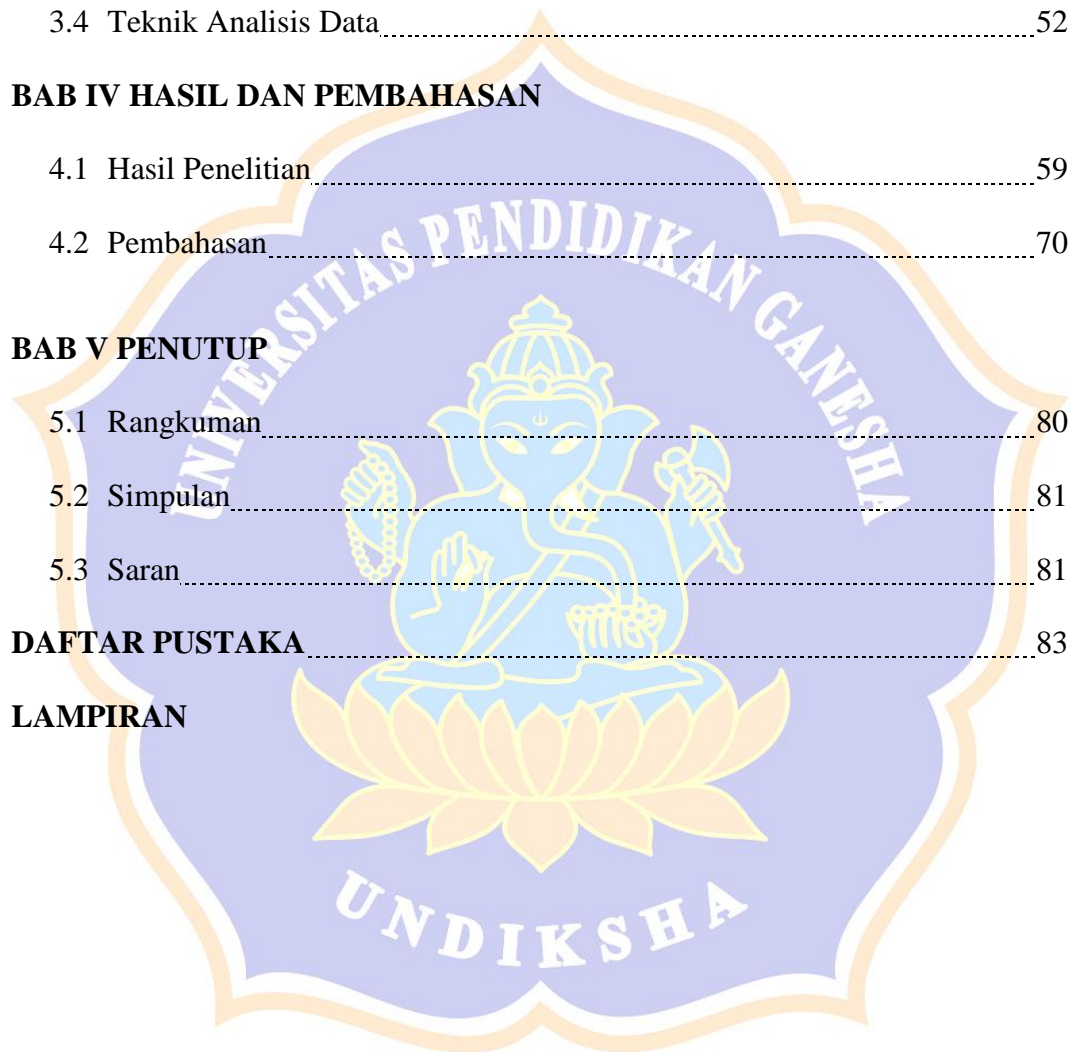 3.4 Teknik Analisis Data 52
BAB IV HASIL DAN PEMBAHASAN
4.1 Hasil Penelitian 59
4.2 Pembahasan 70
UNIVERSITAS PENDIDIKAN GANESHA
BAB V PENUTUP
5.1 Rangkuman 80
5.2 Simpulan 81
5.3 Saran 81
DAFTAR PUSTAKA 83
LAMPIRAN
UNDIKSHA